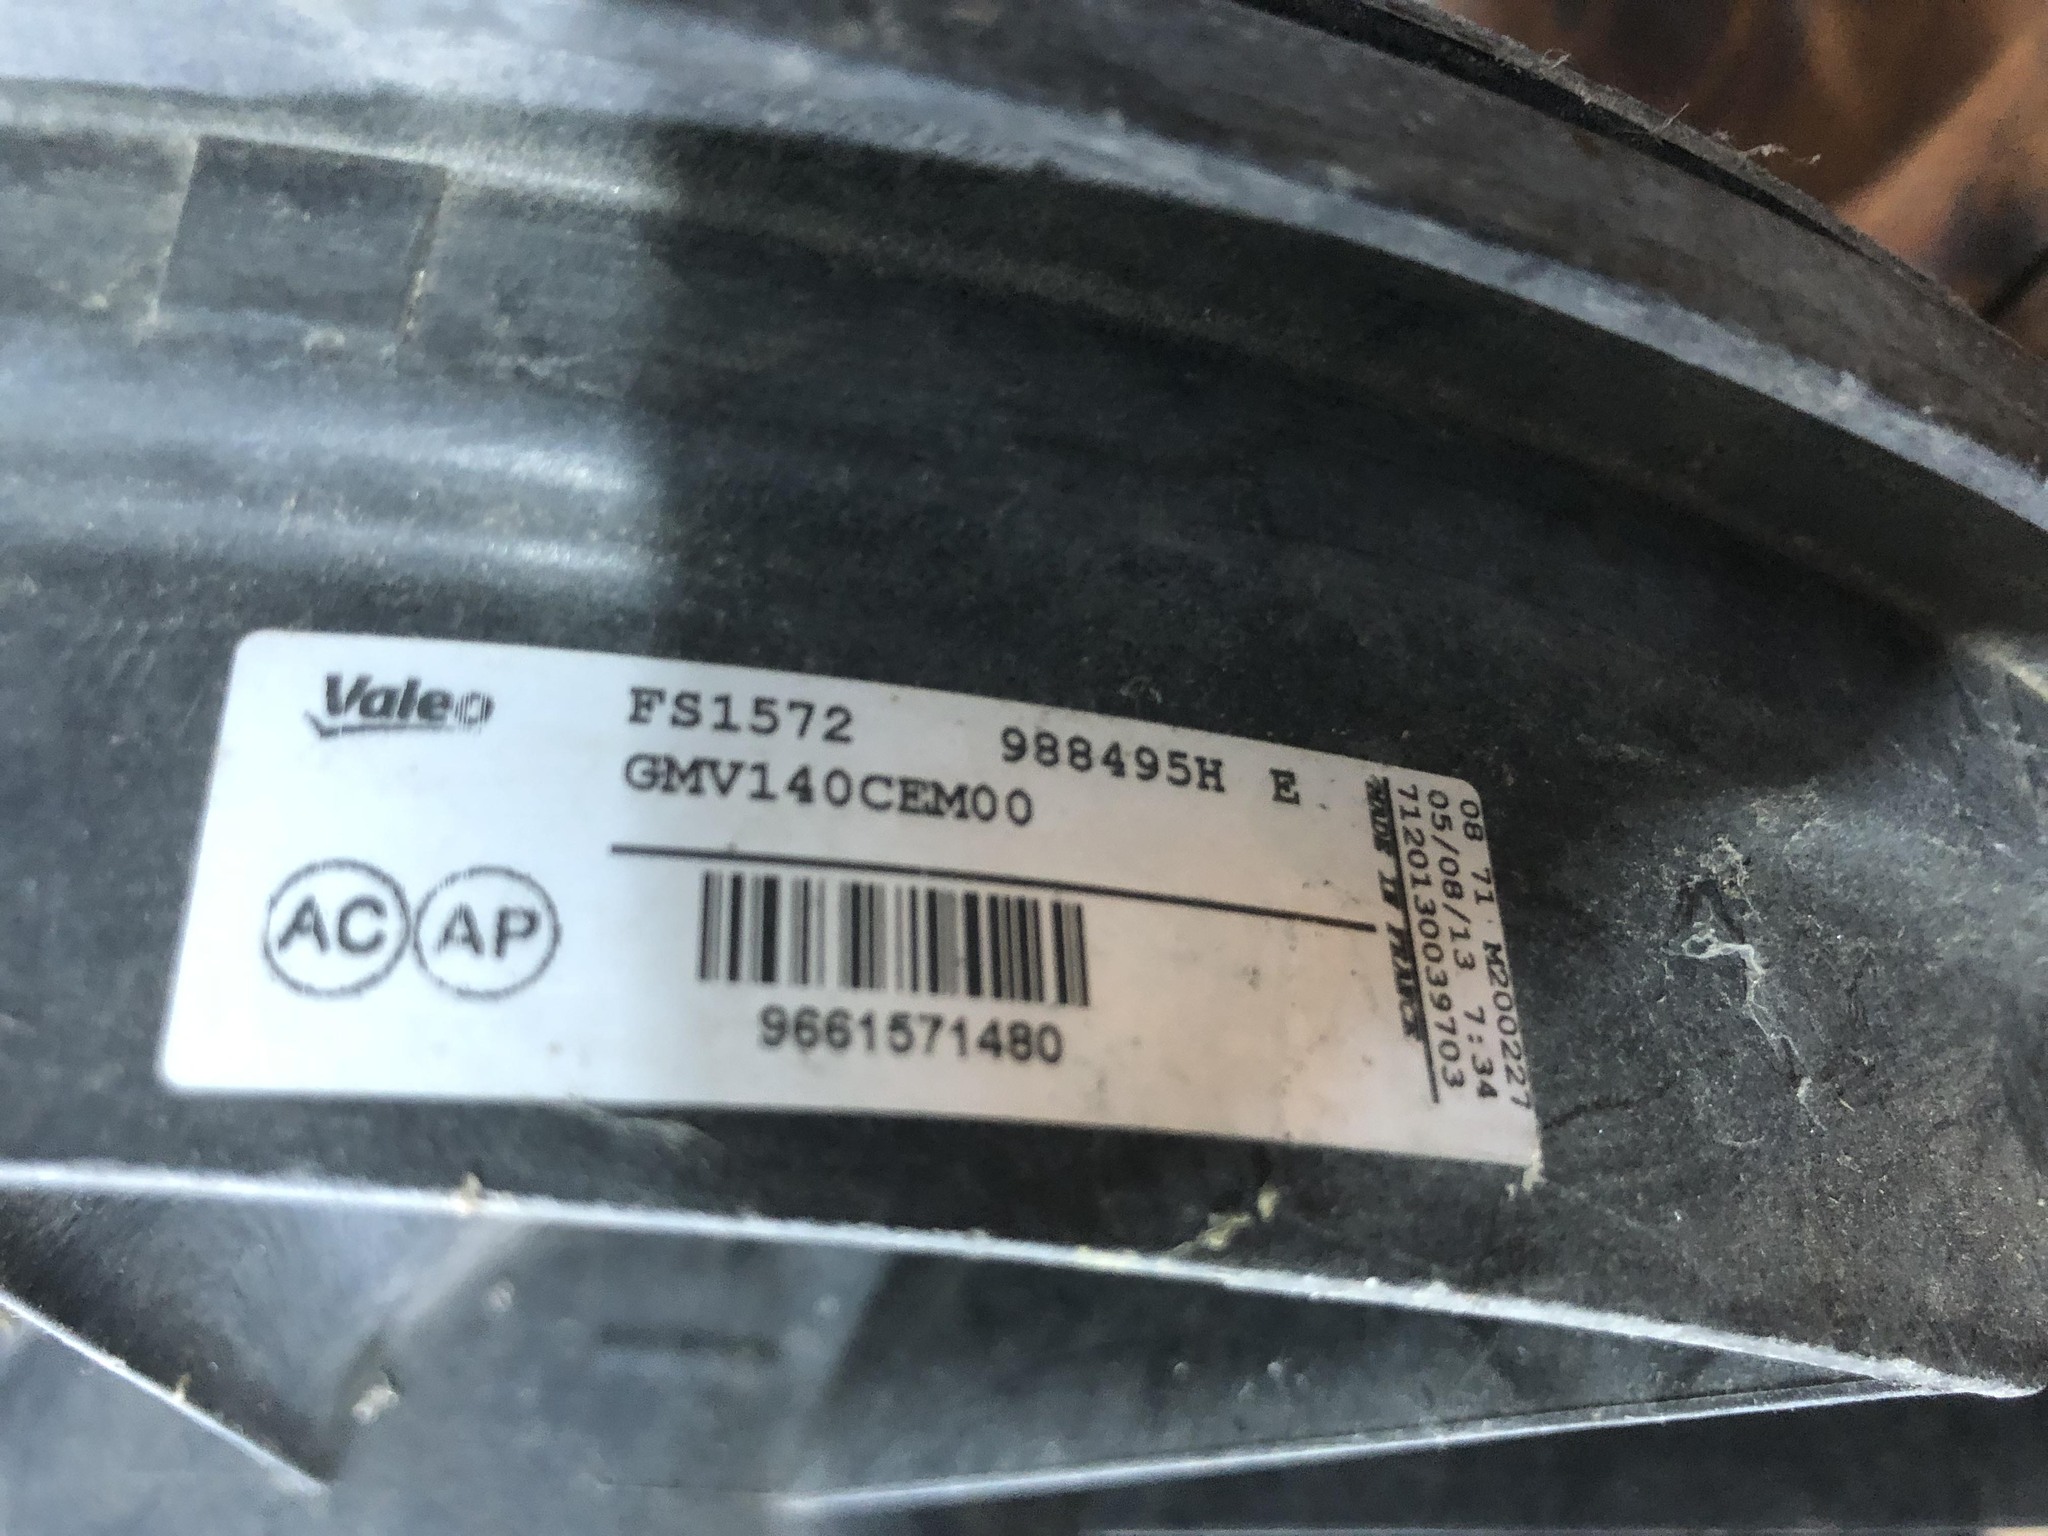 Valeo
FS1572
988495H E
GMV140CEM00
AC AP
9661571480
08 71 M200227
05/08/13 7:34
7120130039703
MADE IN FRANCE